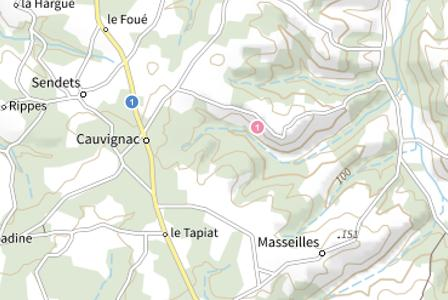 la Hargue
le Foué
Sendets
1
Rippes
1
Cauvignac
100
le Tapiat
adine
151
Masseilles